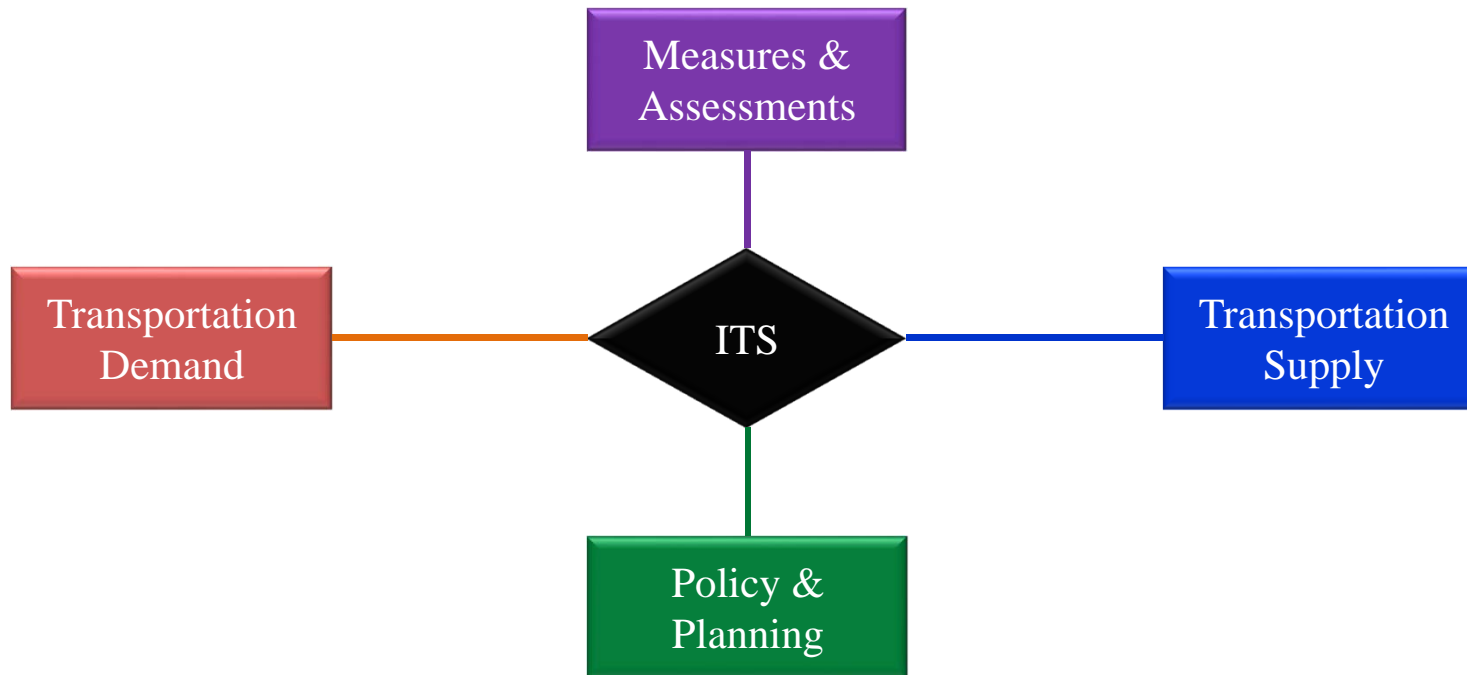 Measures &
Assessments
Transportation
Demand
ITS
Transportation
Supply
Policy &
Planning